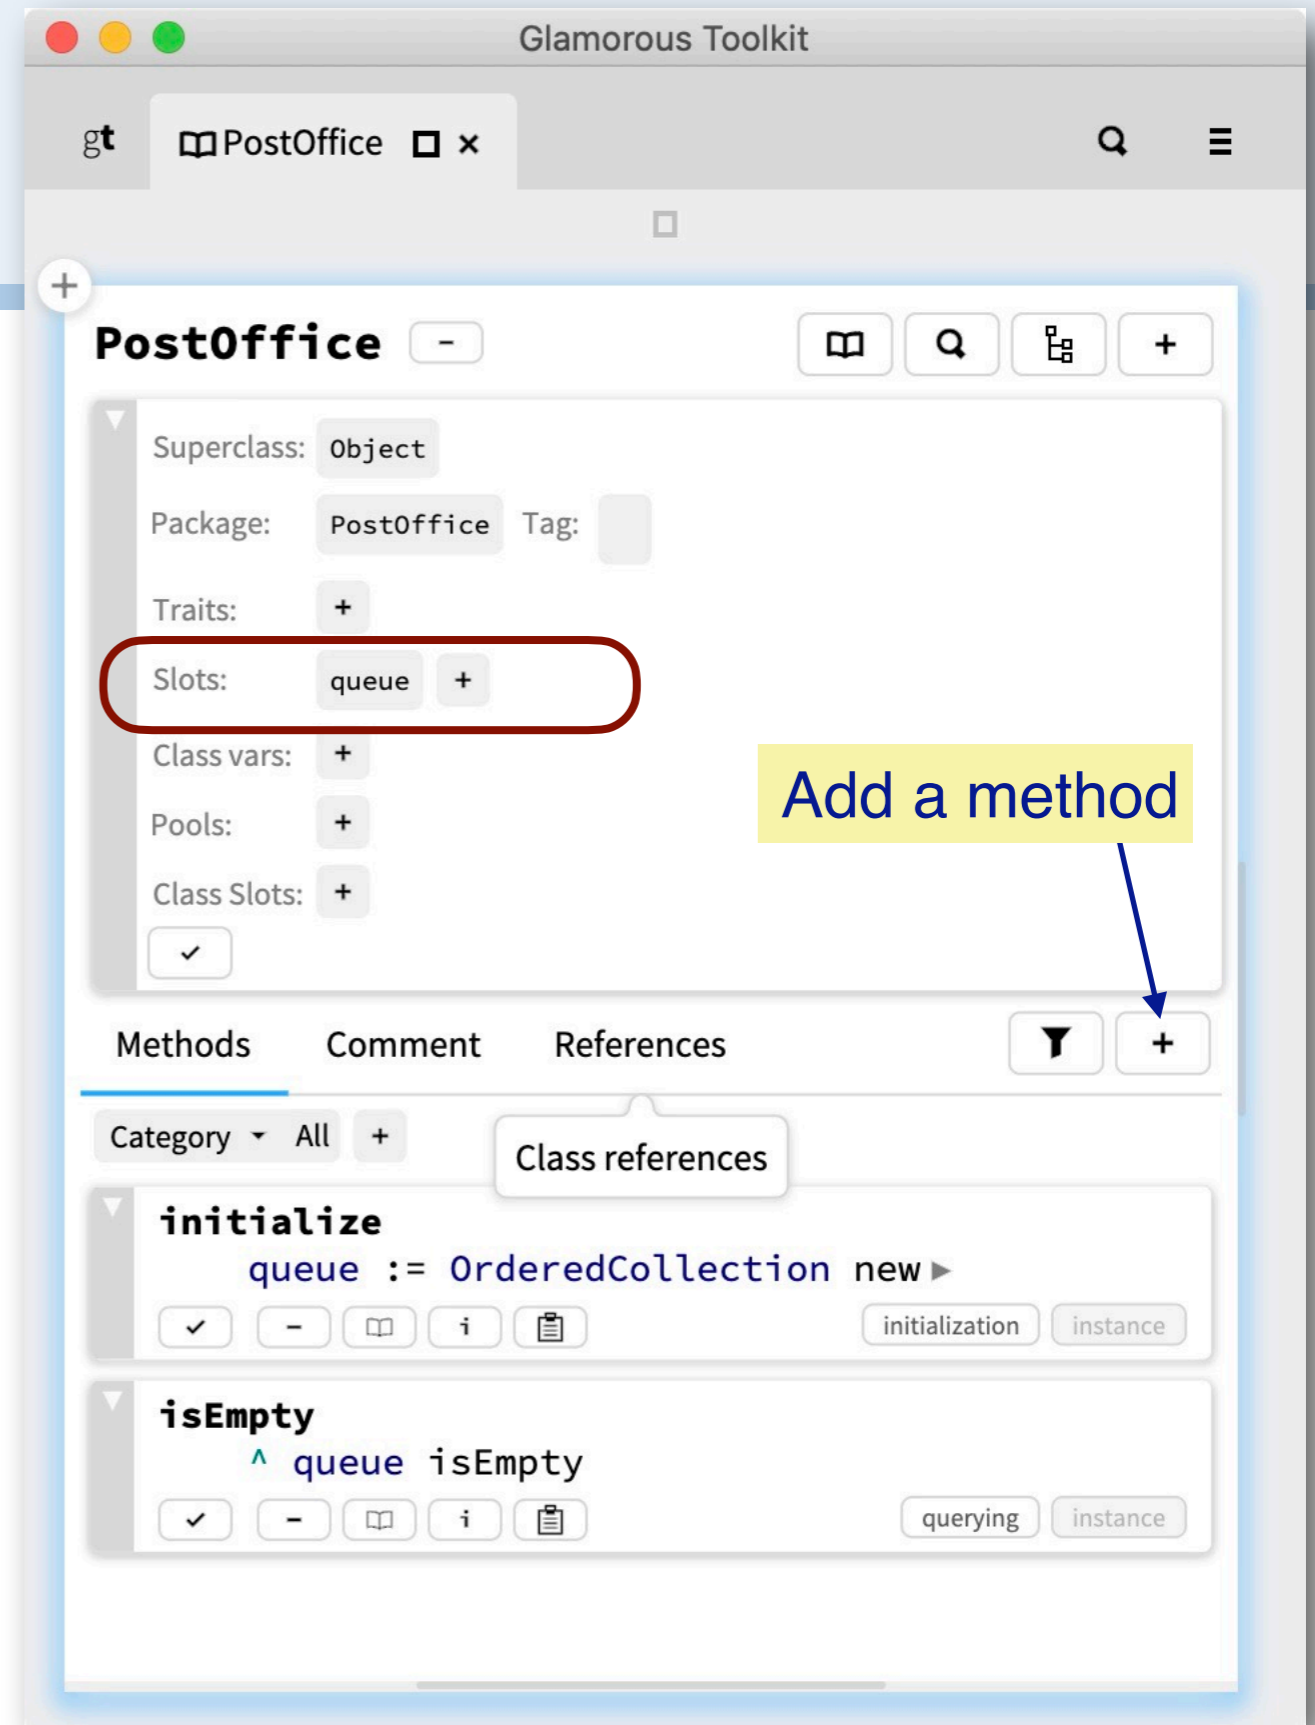 Glamorous Toolkit
gt PostOffice ×
+
PostOffice -
+
Superclass: Object
Package: PostOffice Tag:
Traits: +
Slots: queue +
Class vars: +
Add a method
Pools: +
Class Slots: +
Methods Comment References +
Category All +
Class references
initialize
queue := OrderedCollection new
- i initialization instance
isEmpty
^ queue isEmpty
- i querying instance